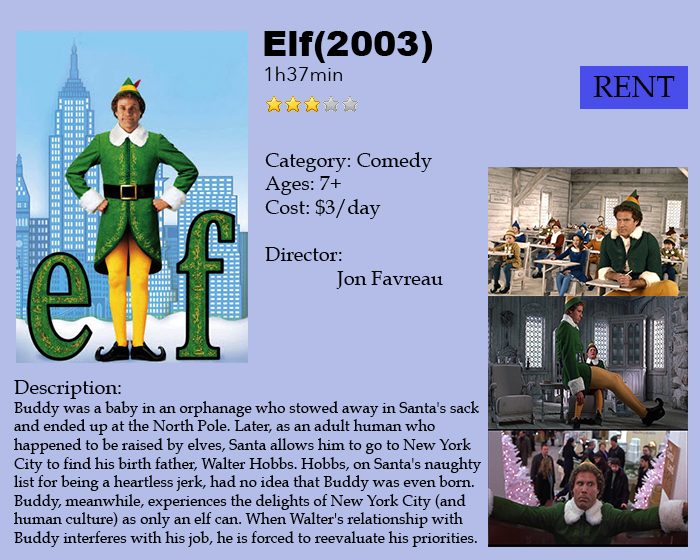 Elf(2003)
1h37min
RENT
Category: Comedy
Ages: 7+
Cost: $3/day
Director:
Jon Favreau
elf
Description:
Buddy was a baby in an orphanage who stowed away in Santa's sack
and ended up at the North Pole. Later, as an adult human who
happened to be raised by elves, Santa allows him to go to New York
City to find his birth father, Walter Hobbs. Hobbs, on Santa's naughty
list for being a heartless jerk, had no idea that Buddy was even born.
Buddy, meanwhile, experiences the delights of New York City (and
human culture) as only an elf can. When Walter's relationship with
Buddy interferes with his job, he is forced to reevaluate his priorities.